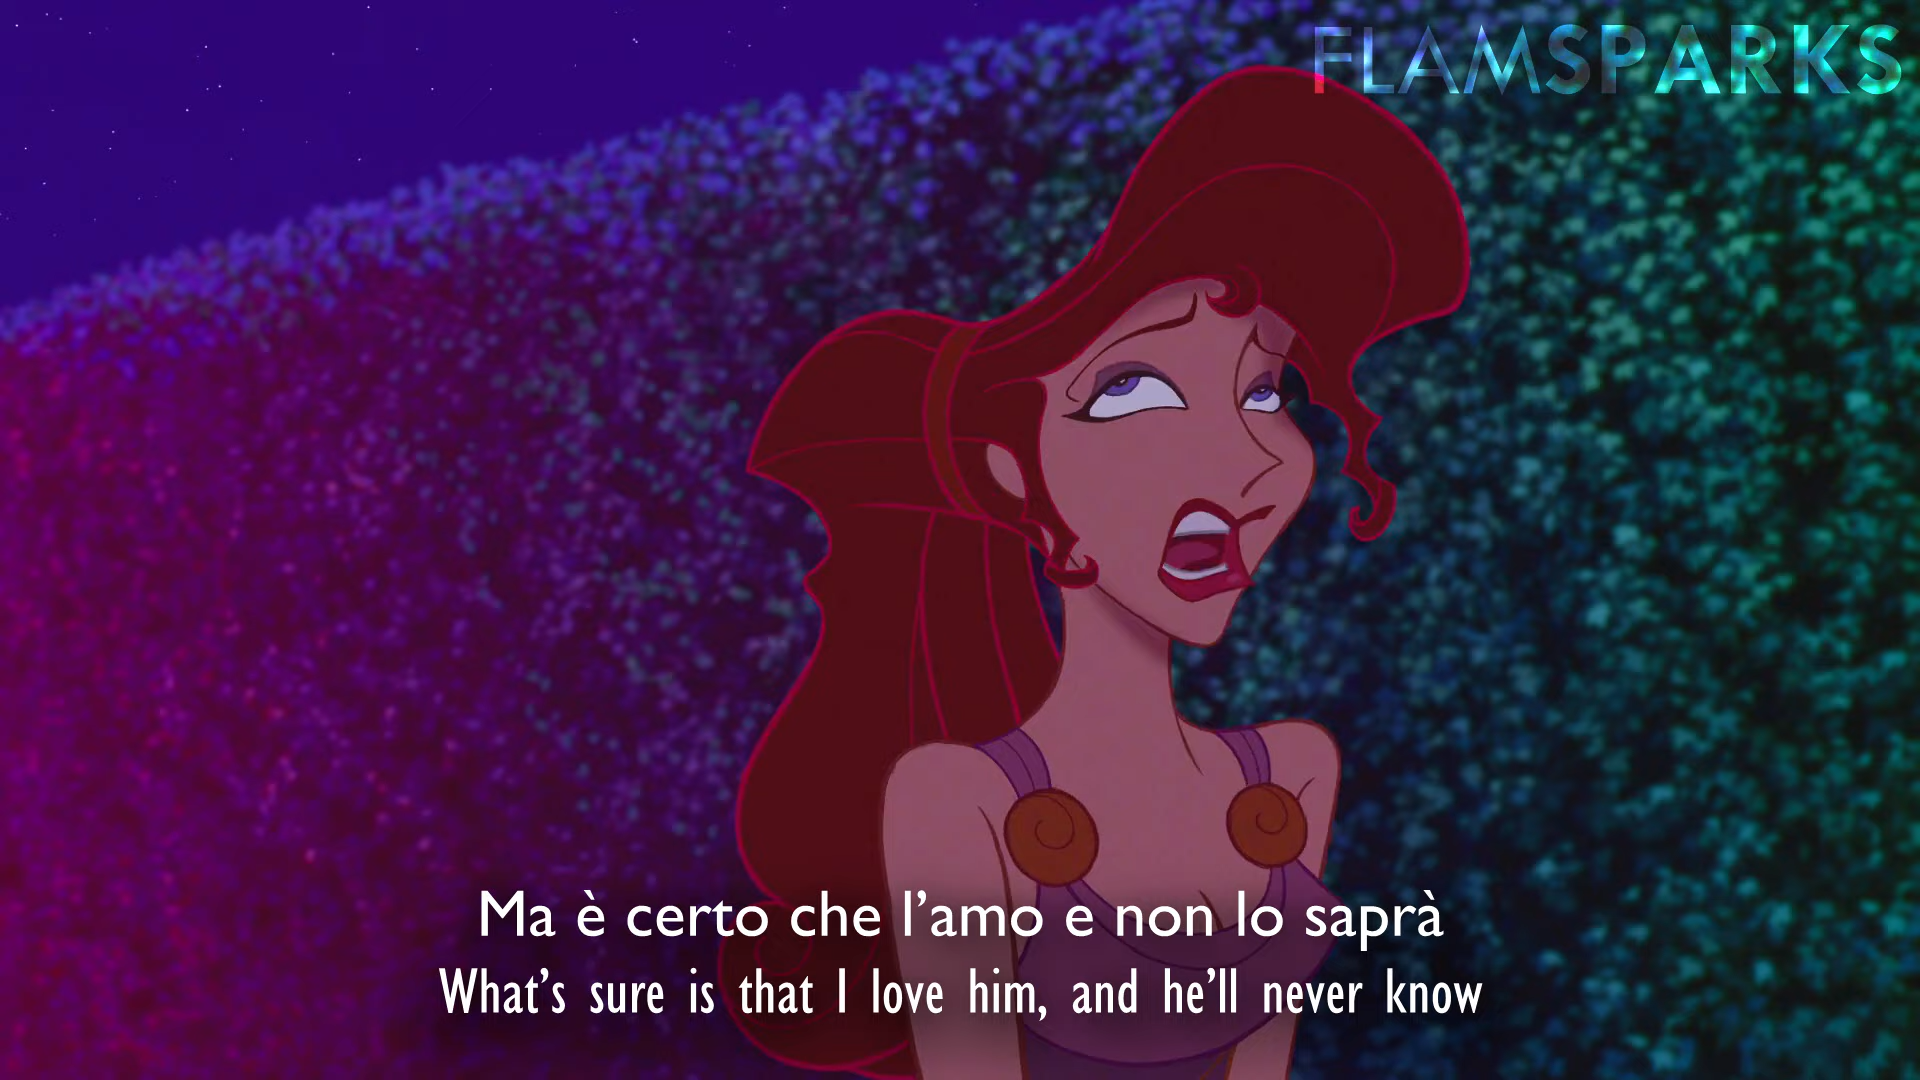 FLAMSPARKS
Ma è certo che l’amo e non lo saprà
What’s sure is that I love him, and he’ll never know